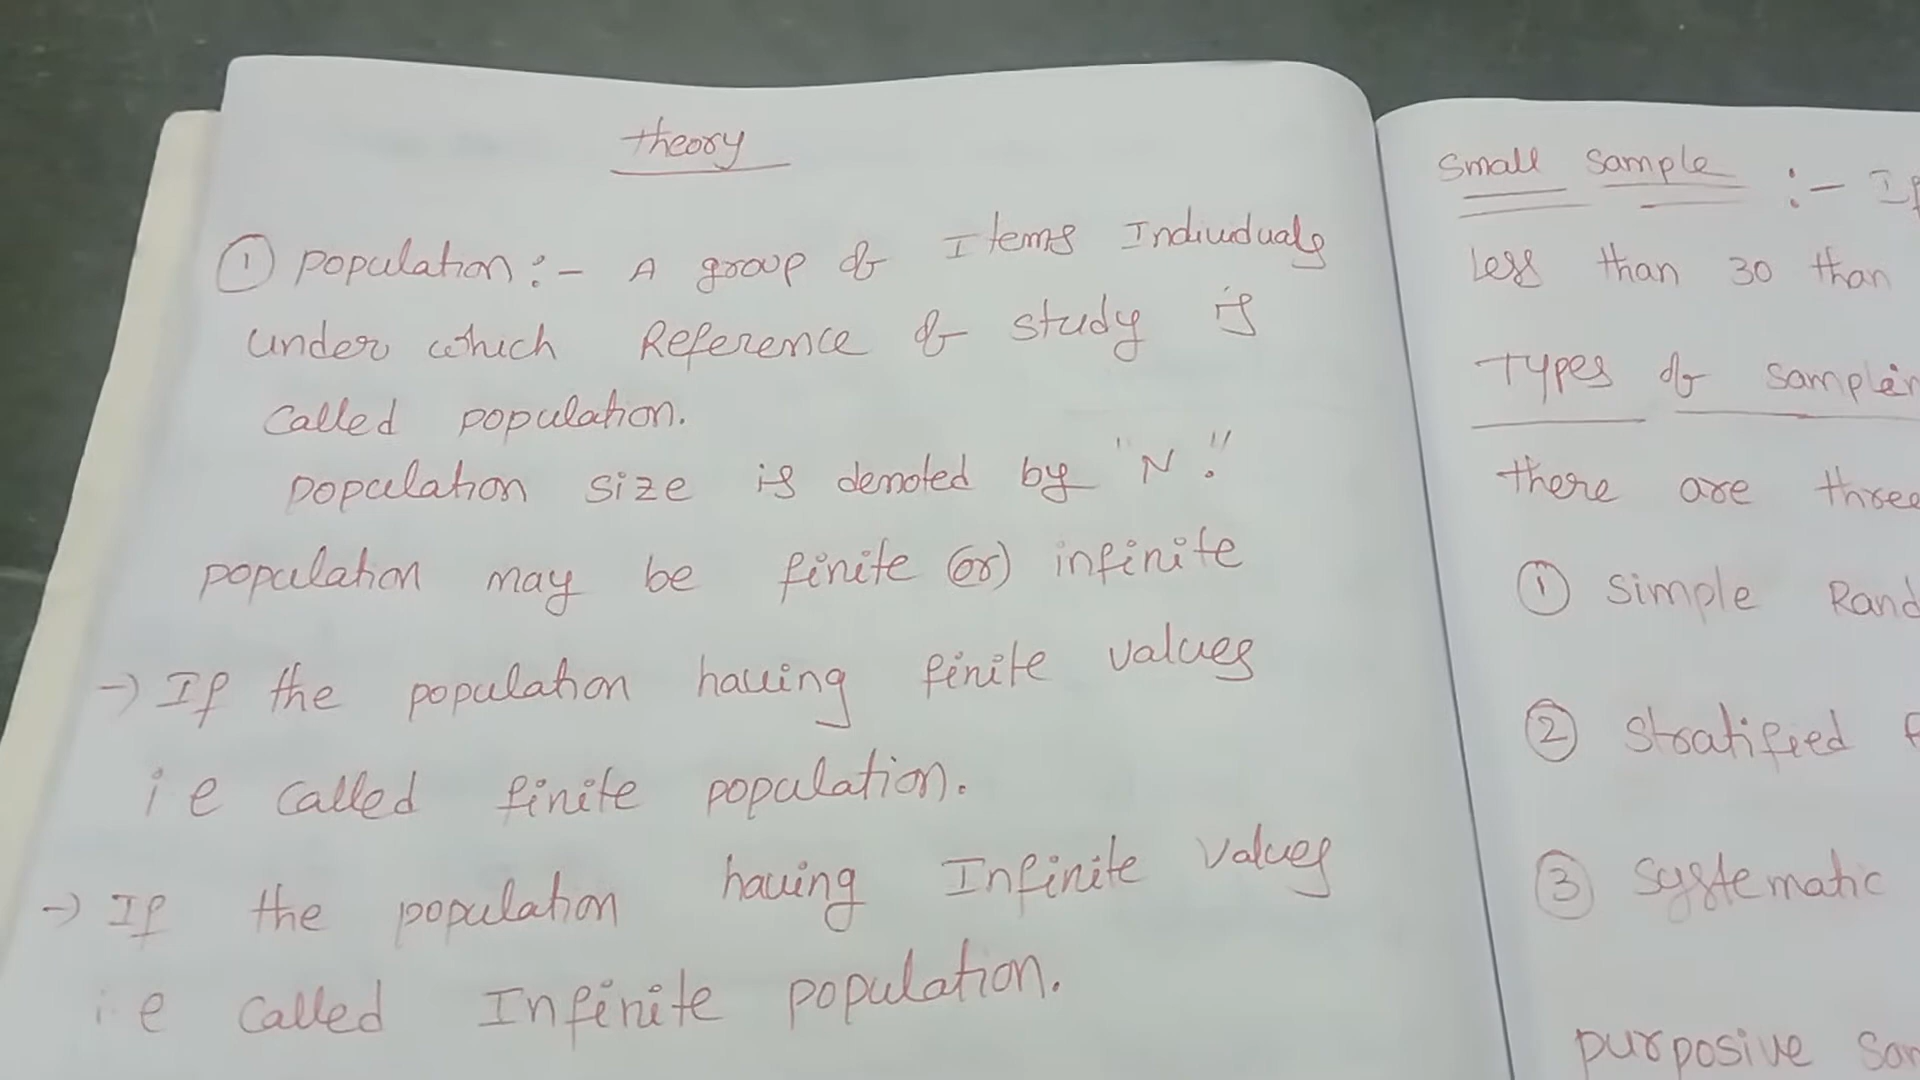 theory
① population :- A group of Items Individuals
under which Reference of study is
called population.
population size is denoted by "N."
population may be finite (or) infinite
→ If the population having finite values
i e called finite population.
→ If the population having Infinite values
i e called Infinite population.
Small Sample :- If
Less than 30 than
Types of
there are three
① Simple
② Stratified
③ Systematic
purposive